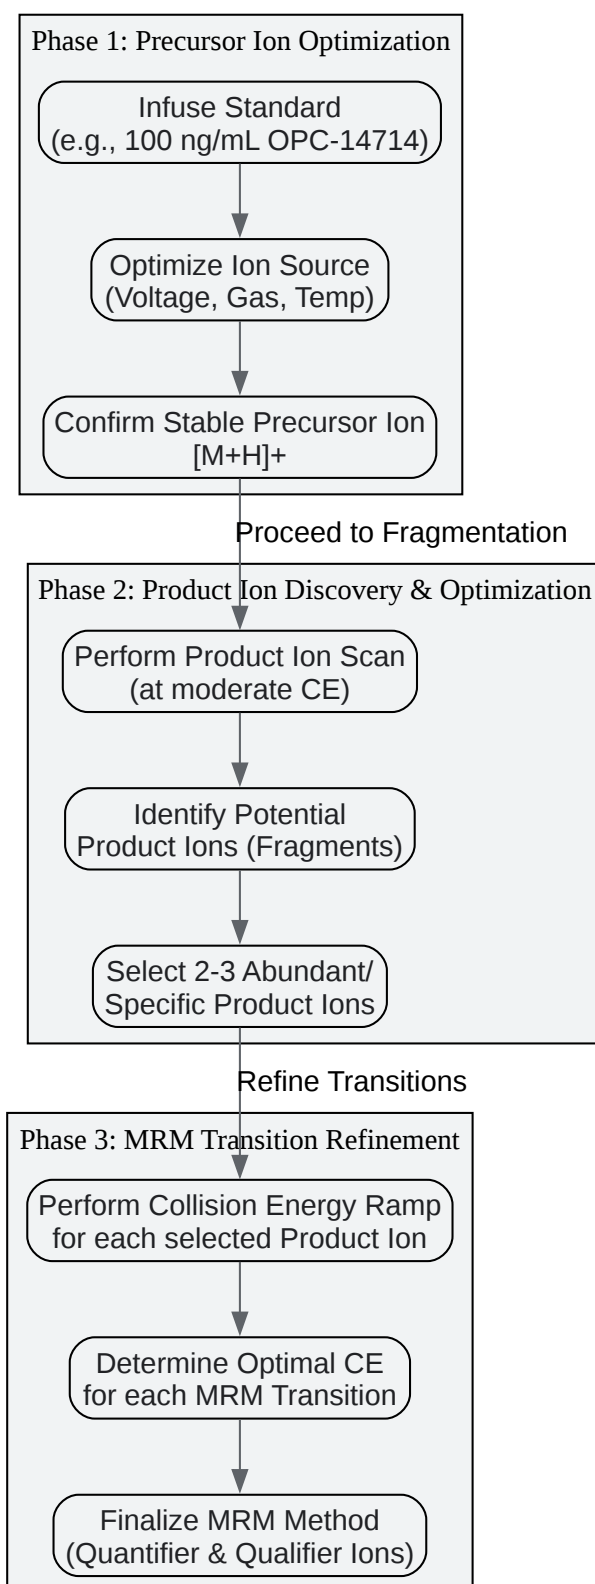 Phase 1: Precursor Ion Optimization
Infuse Standard
(e.g., 100 ng/mL OPC-14714)
Optimize Ion Source
(Voltage, Gas, Temp)
Confirm Stable Precursor Ion
[M+H]+
Proceed to Fragmentation
Phase 2: Product Ion Discovery & Optimization
Perform Product Ion Scan
(at moderate CE)
Identify Potential
Product Ions (Fragments)
Select 2-3 Abundant/
Specific Product Ions
Refine Transitions
Phase 3: MRM Transition Refinement
Perform Collision Energy Ramp
for each selected Product Ion
Determine Optimal CE
for each MRM Transition
Finalize MRM Method
(Quantifier & Qualifier Ions)